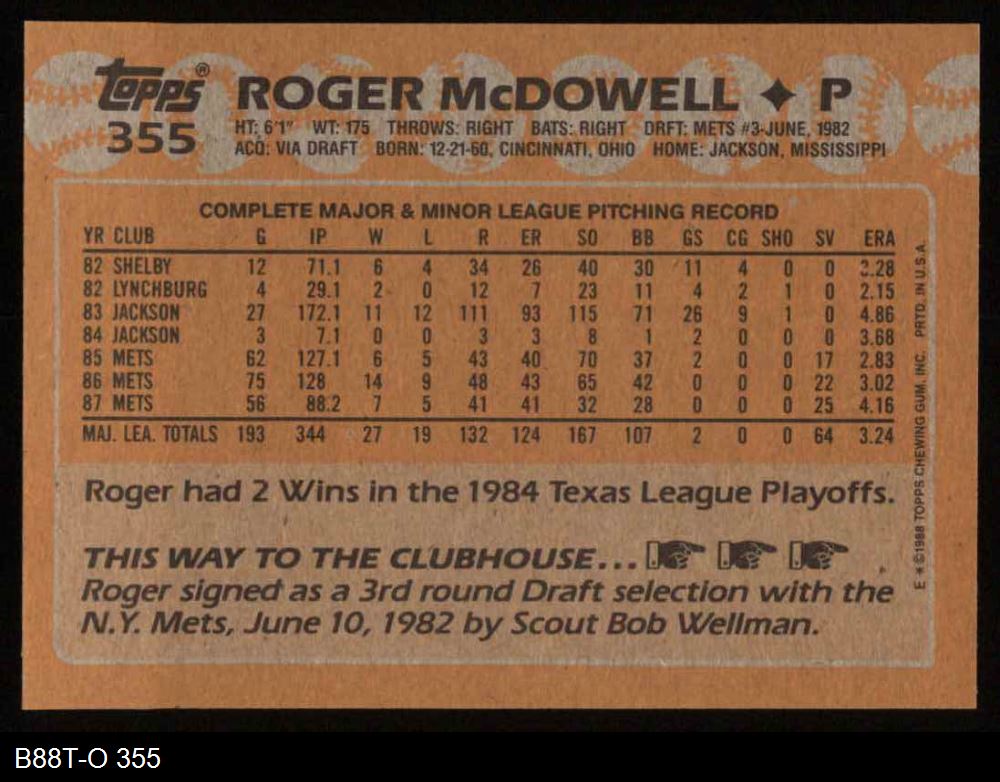 topps® ROGER McDOWELL ♦ P
355 HT: 6'1" WT: 175 THROWS: RIGHT BATS: RIGHT DRFT: METS #3-JUNE, 1982
ACQ: VIA DRAFT BORN: 12-21-60, CINCINNATI, OHIO HOME: JACKSON, MISSISSIPPI
COMPLETE MAJOR & MINOR LEAGUE PITCHING RECORD
YR CLUB G IP W L R ER SO BB GS CG SHO SV ERA
82 SHELBY 12 71.1 6 4 34 26 40 30 11 4 0 0 3.28
82 LYNCHBURG 4 29.1 2 0 12 7 23 11 4 2 1 0 2.15
83 JACKSON 27 172.1 11 12 111 93 115 71 26 9 1 0 4.86
84 JACKSON 3 7.1 0 0 3 3 8 1 2 0 0 0 3.68
85 METS 62 127.1 6 5 43 40 70 37 2 0 0 17 2.83
86 METS 75 128 14 9 48 43 65 42 0 0 0 22 3.02
87 METS 56 88.2 7 5 41 41 32 28 0 0 0 25 4.16
MAJ. LEA. TOTALS 193 344 27 19 132 124 167 107 2 0 0 64 3.24
Roger had 2 Wins in the 1984 Texas League Playoffs.
THIS WAY TO THE CLUBHOUSE...
Roger signed as a 3rd round Draft selection with the
N.Y. Mets, June 10, 1982 by Scout Bob Wellman.
E * ©1988 TOPPS CHEWING GUM, INC. PRTD. IN U.S.A.
B88T-O 355